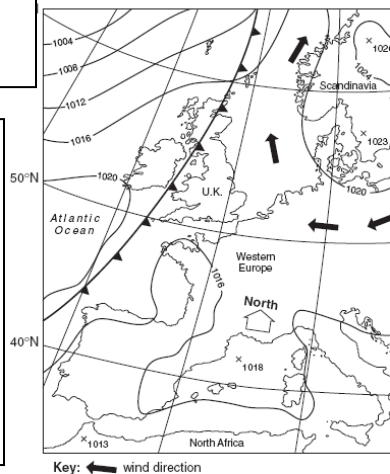 1004
1008
1012
1016
1020
1020
1024
Scandinavia
1023
1020
50°N
U.K.
Atlantic
Ocean
Western
Europe
1016
North
40°N
1018
1013
North Africa
Key: wind direction